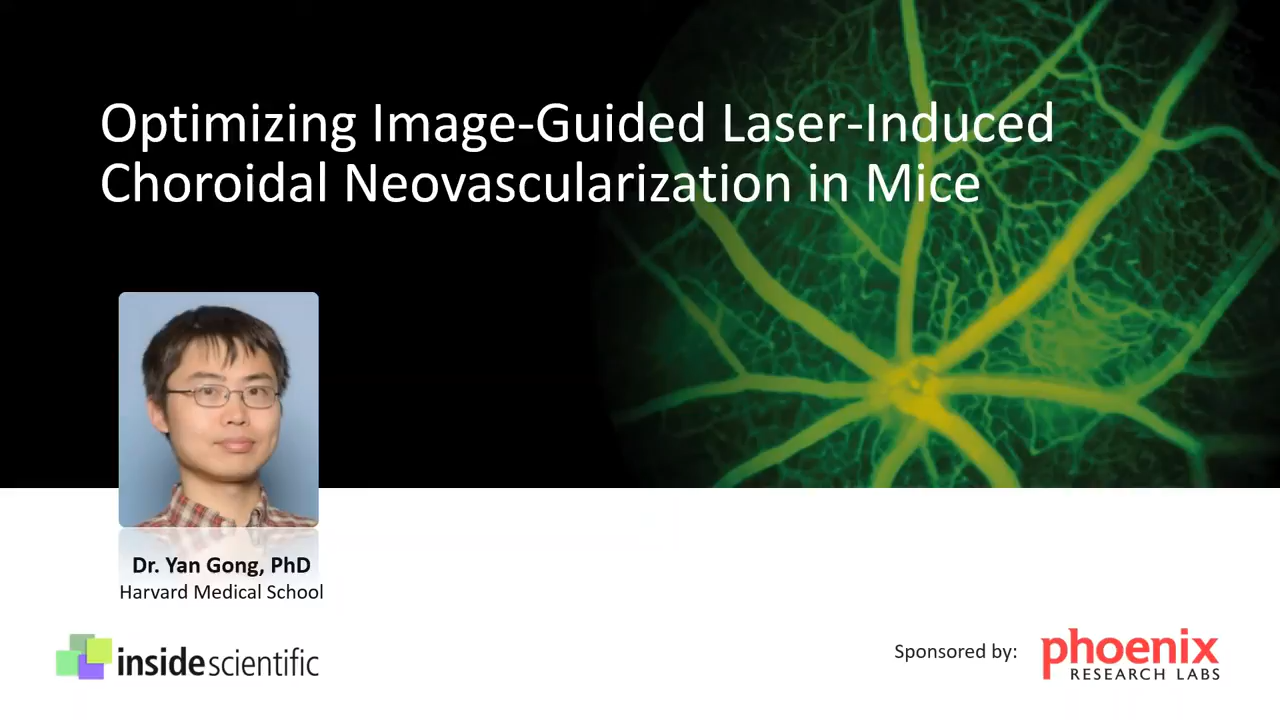 Optimizing Image-Guided Laser-Induced
Choroidal Neovascularization in Mice
Dr. Yan Gong, PhD
Harvard Medical School
insidescientific
Sponsored by:
phoenix
RESEARCH LABS